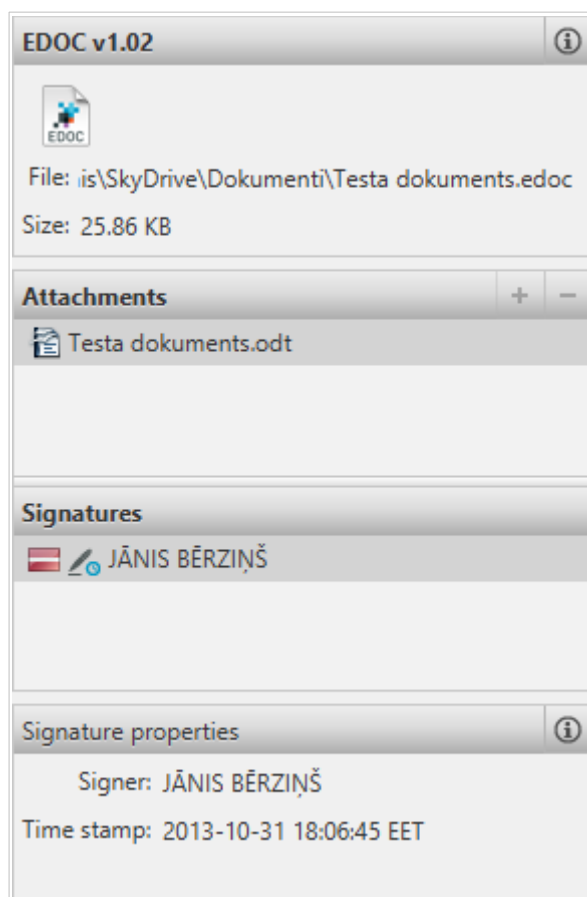 EDOC v1.02
EDOC
File: is\SkyDrive\Dokumenti\Testa dokuments.edoc
Size: 25.86 KB
Attachments + −
Testa dokuments.odt
Signatures
JĀNIS BĒRZIŅŠ
Signature properties
Signer: JĀNIS BĒRZIŅŠ
Time stamp: 2013-10-31 18:06:45 EET